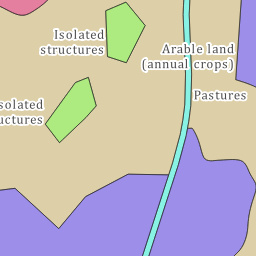 Isolated
structures
Arable land
(annual crops)
Pastures
solated
uctures